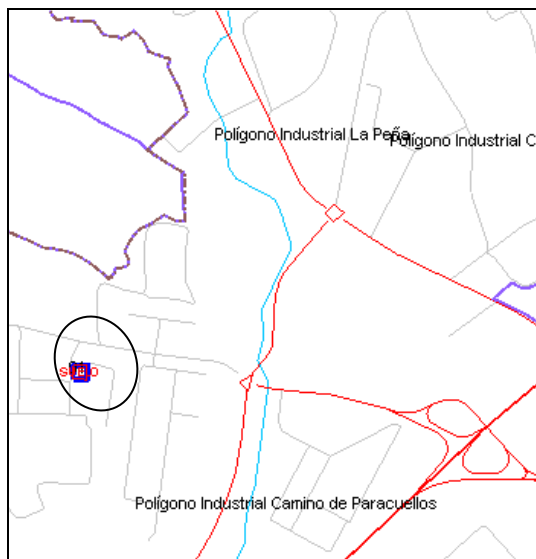 Polígono Industrial La Peña
Polígono Industrial C
Polígono Industrial Camino de Paracuellos